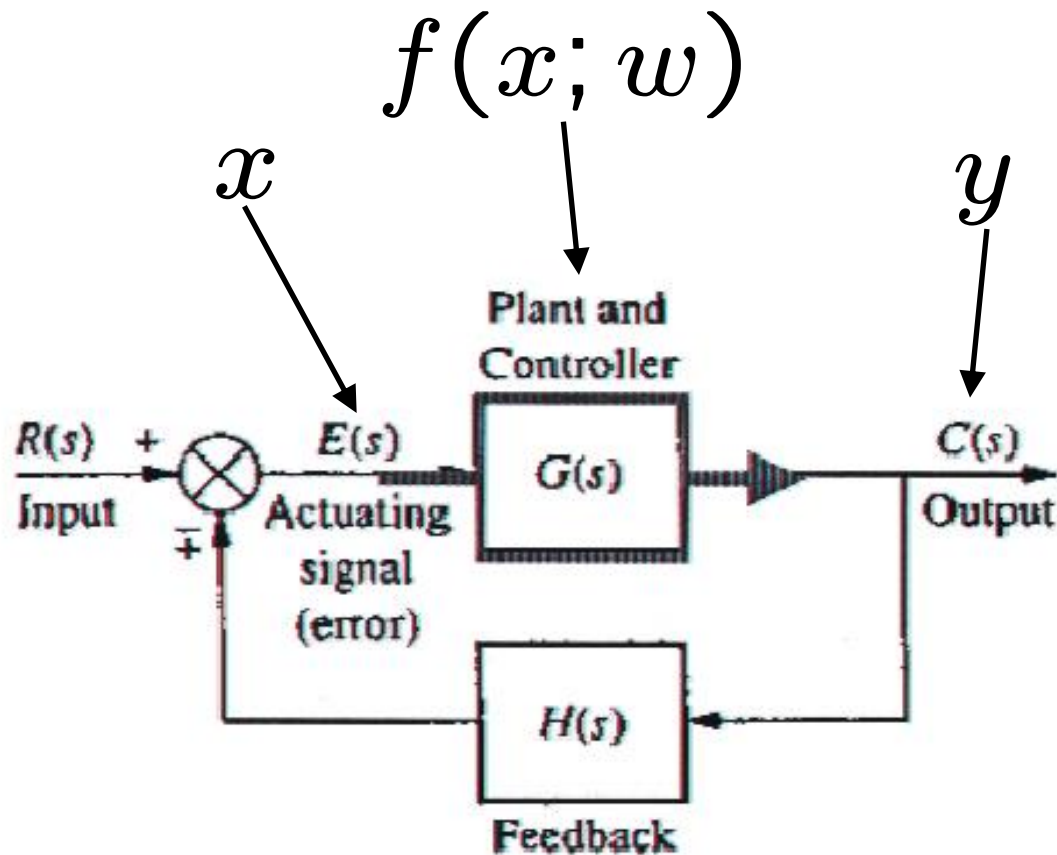 f(x; w)
x
y
Plant and
Controller
R(s) +
E(s)
G(s)
C(s)
Input
∓
Actuating
signal
(error)
Output
H(s)
Feedback